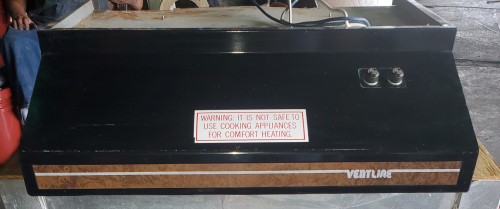 WARNING: IT IS NOT SAFE TO
USE COOKING APPLIANCES
FOR COMFORT HEATING.
VENTLINE